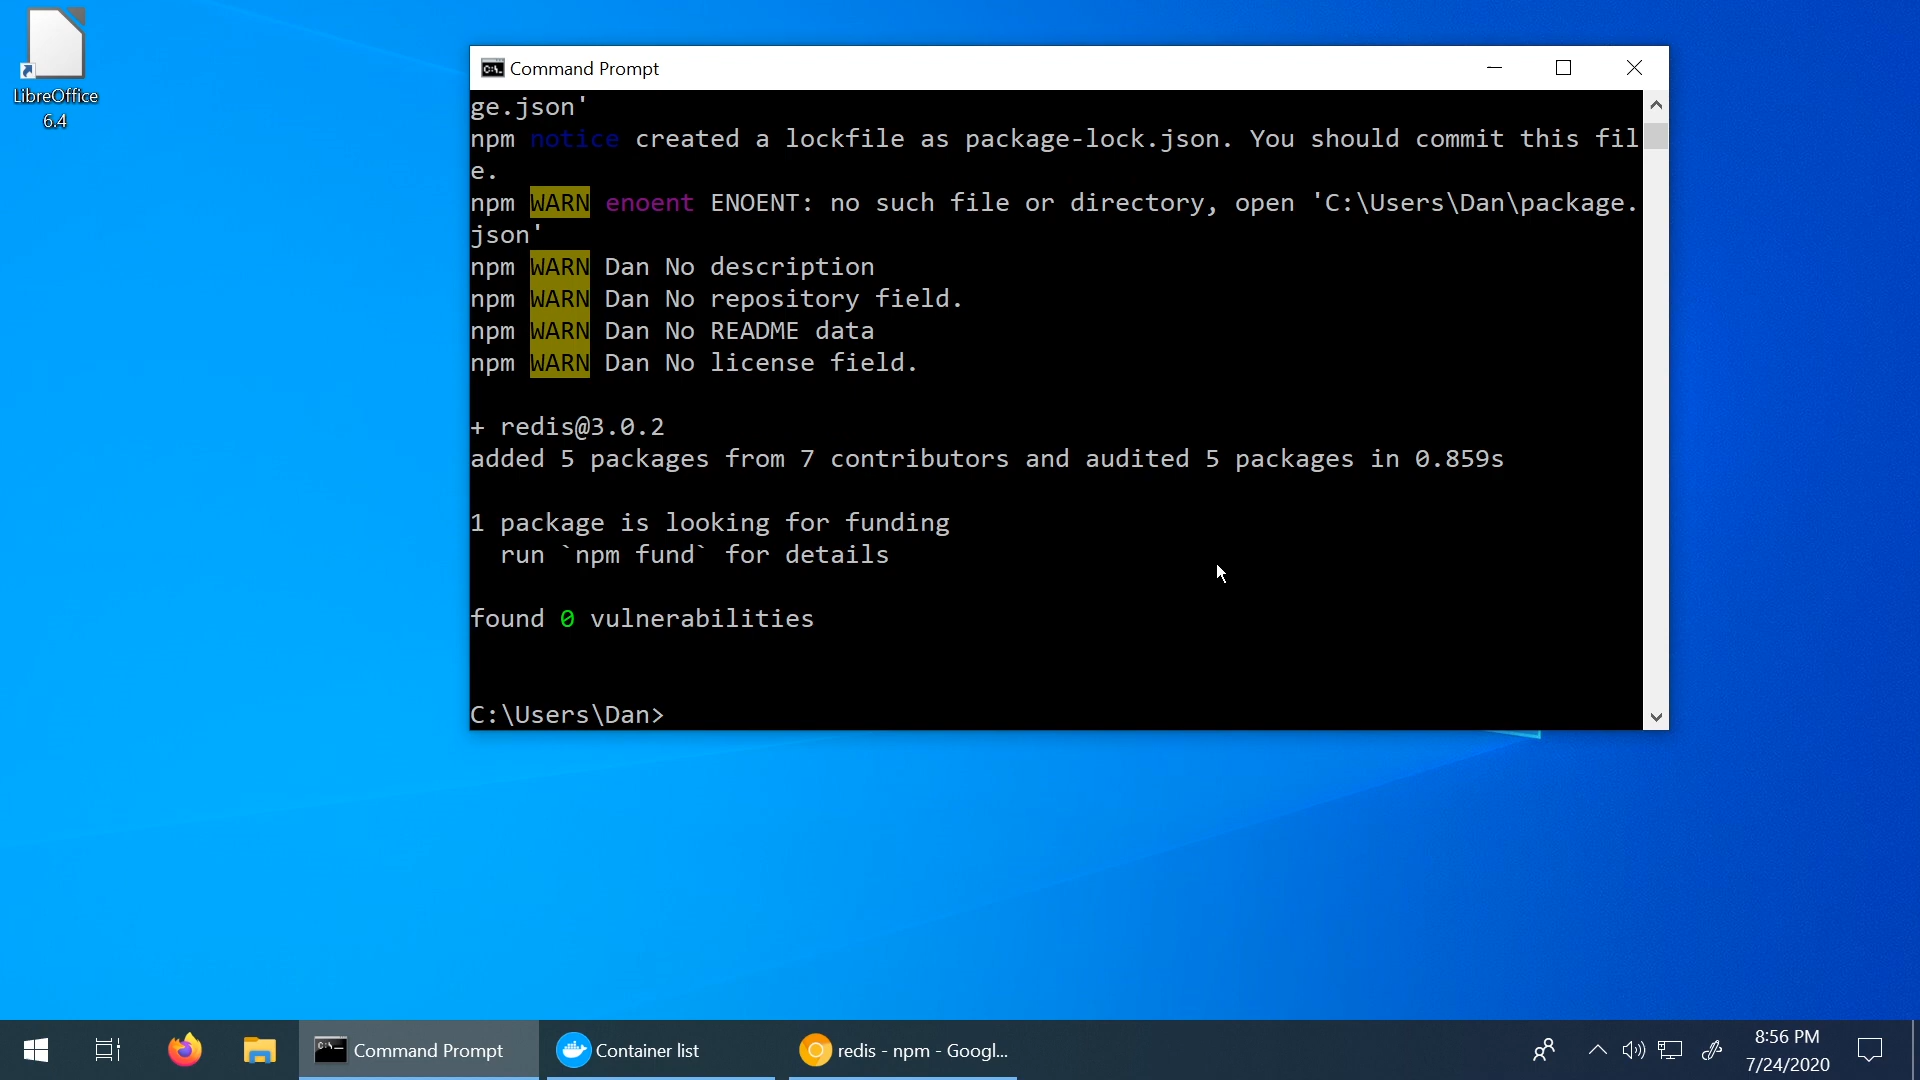 LibreOffice
6.4
Command Prompt
ge.json'
npm notice created a lockfile as package-lock.json. You should commit this fil
e.
npm WARN enoent ENOENT: no such file or directory, open 'C:\Users\Dan\package.
json'
npm WARN Dan No description
npm WARN Dan No repository field.
npm WARN Dan No README data
npm WARN Dan No license field.
+ redis@3.0.2
added 5 packages from 7 contributors and audited 5 packages in 0.859s
1 package is looking for funding
  run `npm fund` for details
found 0 vulnerabilities
C:\Users\Dan>
Command Prompt
Container list
redis - npm - Googl...
8:56 PM
7/24/2020